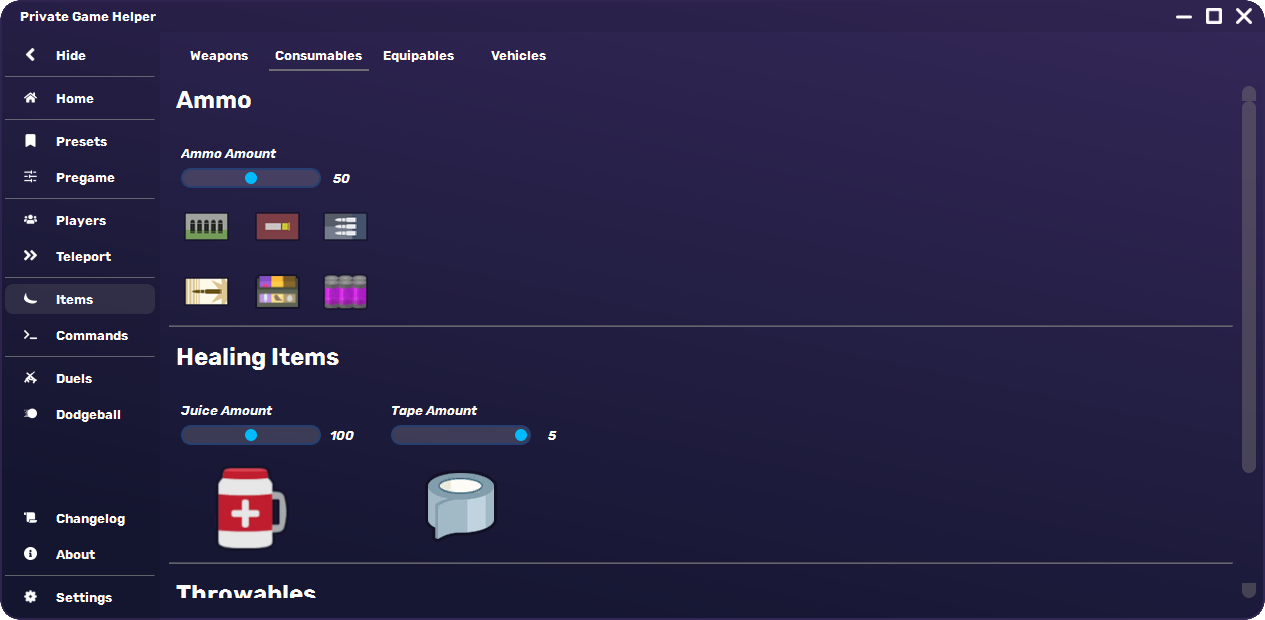 Private Game Helper
Hide
Home
Presets
Pregame
Players
Teleport
Items
Commands
Duels
Dodgeball
Changelog
About
Settings
Weapons Consumables Equipables Vehicles
Ammo
Ammo Amount
50
Healing Items
Juice Amount Tape Amount
100 5
Throwables